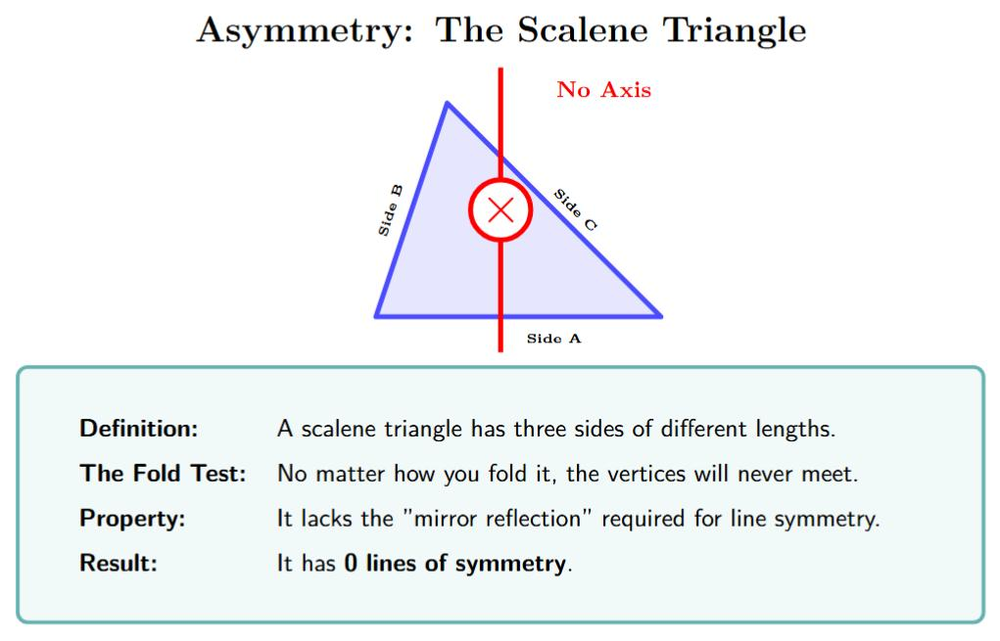 Asymmetry: The Scalene Triangle
No Axis
Side B
Side C
Side A
Definition: A scalene triangle has three sides of different lengths.
The Fold Test: No matter how you fold it, the vertices will never meet.
Property: It lacks the ”mirror reflection” required for line symmetry.
Result: It has 0 lines of symmetry.